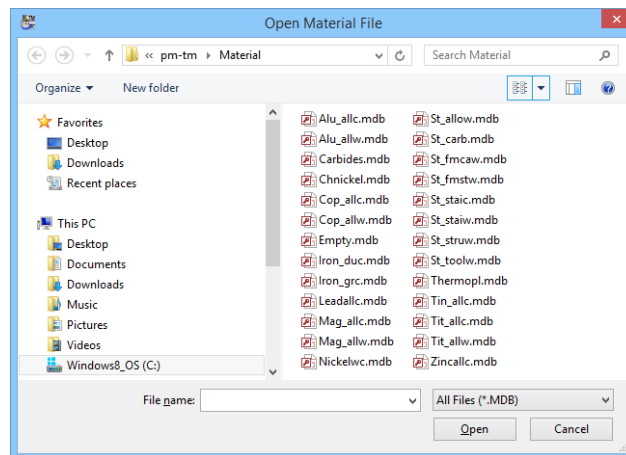 Open Material File
« pm-tm Material
Search Material
Organize New folder
Favorites
Desktop
Downloads
Recent places
This PC
Desktop
Documents
Downloads
Music
Pictures
Videos
Windows8_OS (C:)
Alu_allc.mdb
Alu_allw.mdb
Carbides.mdb
Chnickel.mdb
Cop_allc.mdb
Cop_allw.mdb
Empty.mdb
Iron_duc.mdb
Iron_grc.mdb
Leadallc.mdb
Mag_allc.mdb
Mag_allw.mdb
Nickelwc.mdb
St_allow.mdb
St_carb.mdb
St_fmcaw.mdb
St_fmstw.mdb
St_staic.mdb
St_staiw.mdb
St_struw.mdb
St_toolw.mdb
Thermopl.mdb
Tin_allc.mdb
Tit_allc.mdb
Tit_allw.mdb
Zincallc.mdb
File name:
All Files (*.MDB)
Open Cancel